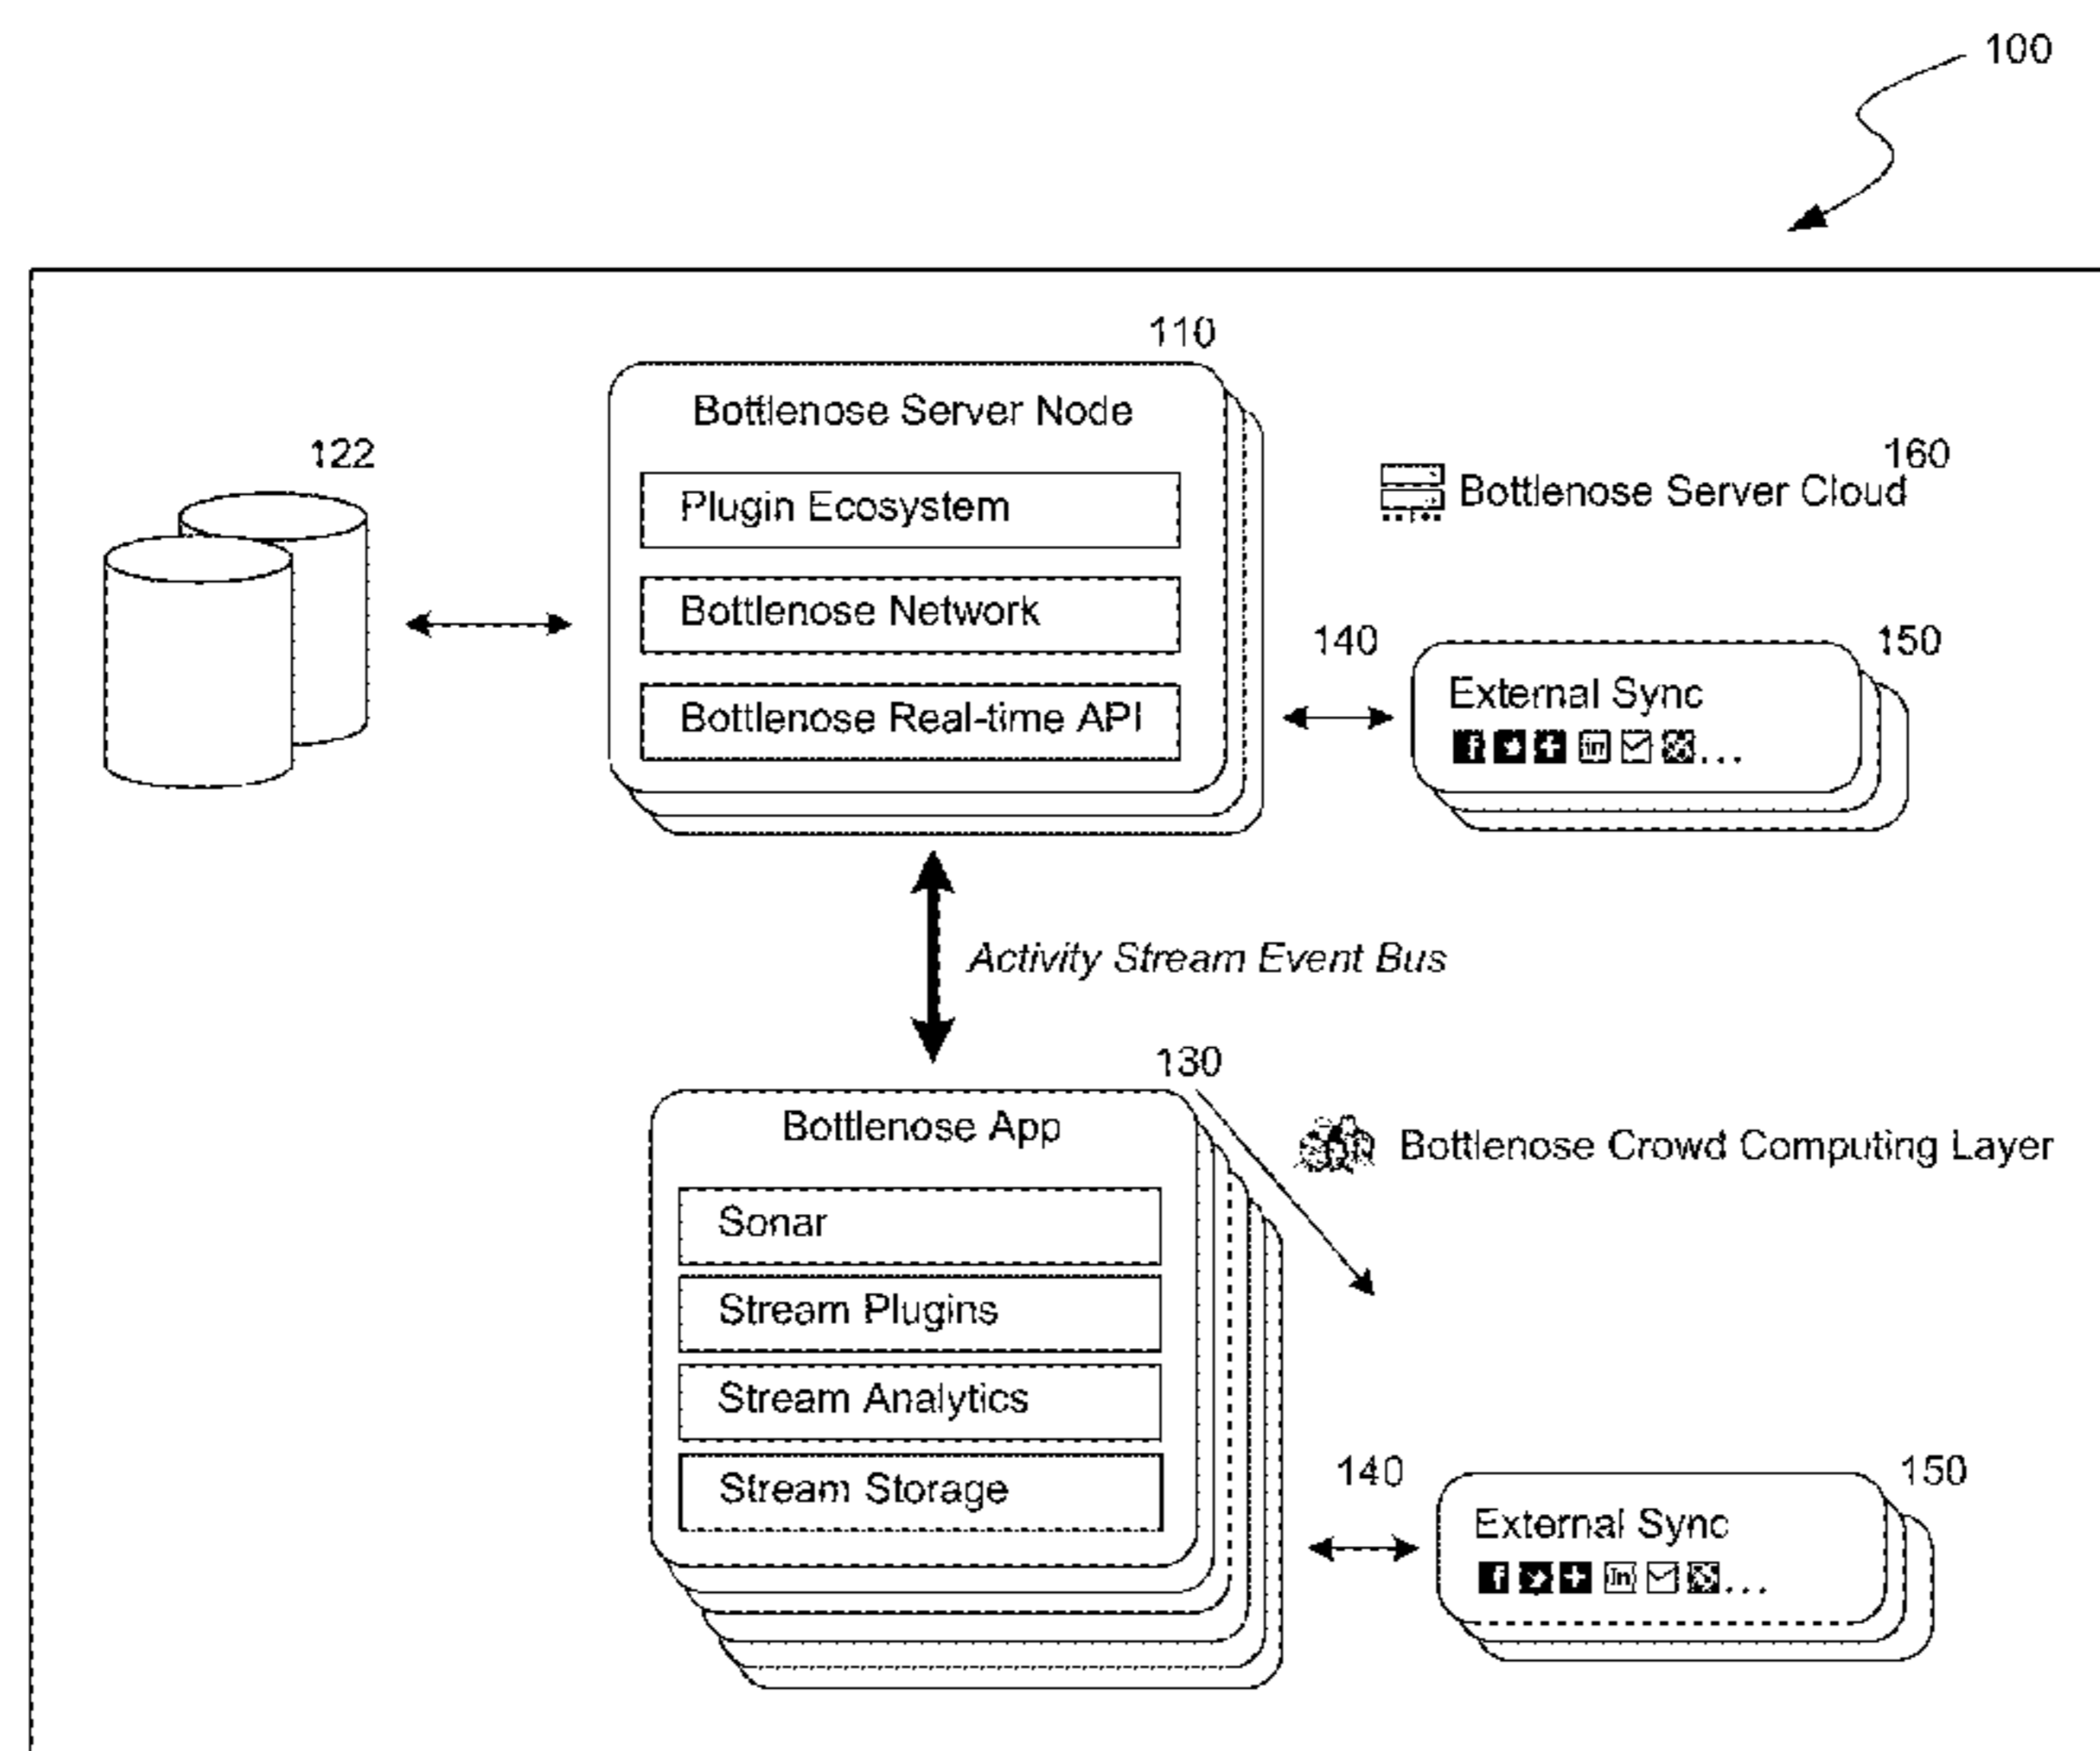 100
110
Bottlenose Server Node
122
160
Plugin Ecosystem
Bottlenose Server Cloud
Bottlenose Network
140
150
External Sync
Bottlenose Real-time API
f in ...
Activity Stream Event Bus
130
Bottlenose App
Bottlenose Crowd Computing Layer
Sonar
Stream Plugins
Stream Analytics
140
150
Stream Storage
External Sync
f in ...